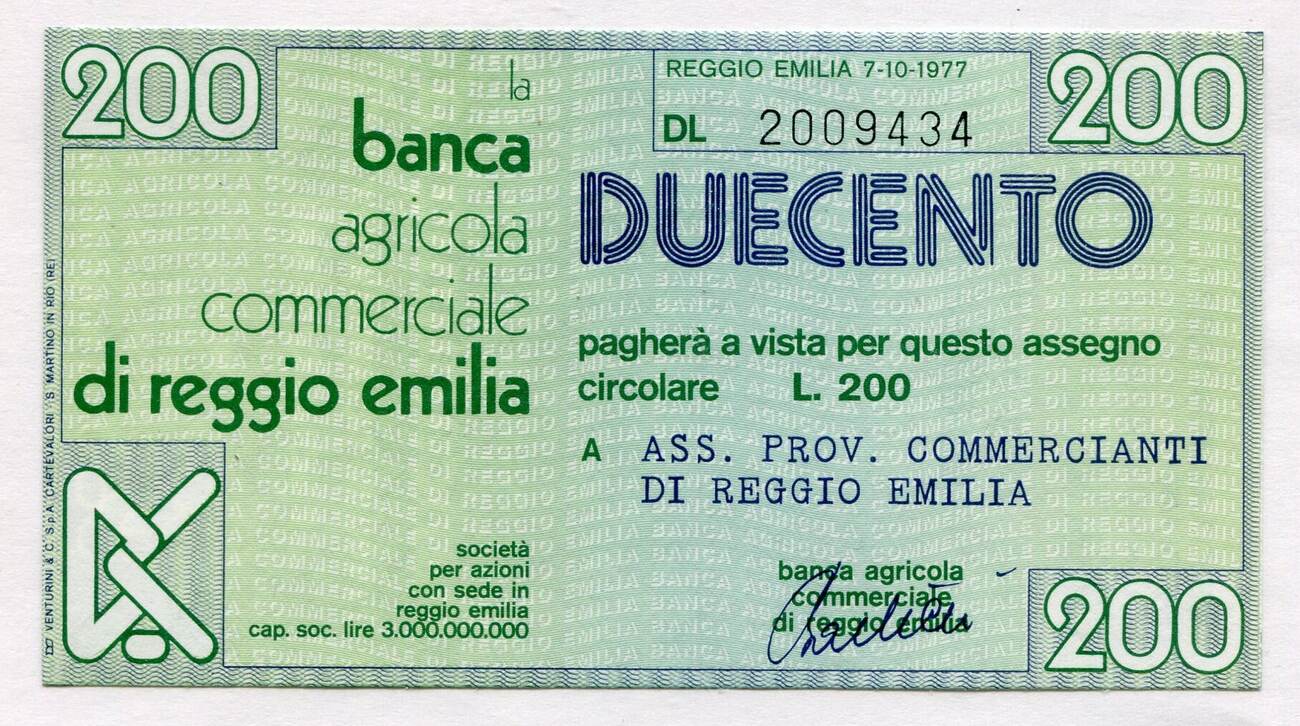 200
la
banca
agricola
commerciale
di reggio emilia
REGGIO EMILIA 7-10-1977
DL 2009434
200
DUECENTO
pagherà a vista per questo assegno
circolare L. 200
A ASS. PROV. COMMERCIANTI
DI REGGIO EMILIA
società
per azioni
con sede in
reggio emilia
cap. soc. lire 3.000.000.000
banca agricola
commerciale
di reggio emilia
200
VENTURINI & C. S.p.A. CARTEVALORI - S. MARTINO IN RIO (RE)